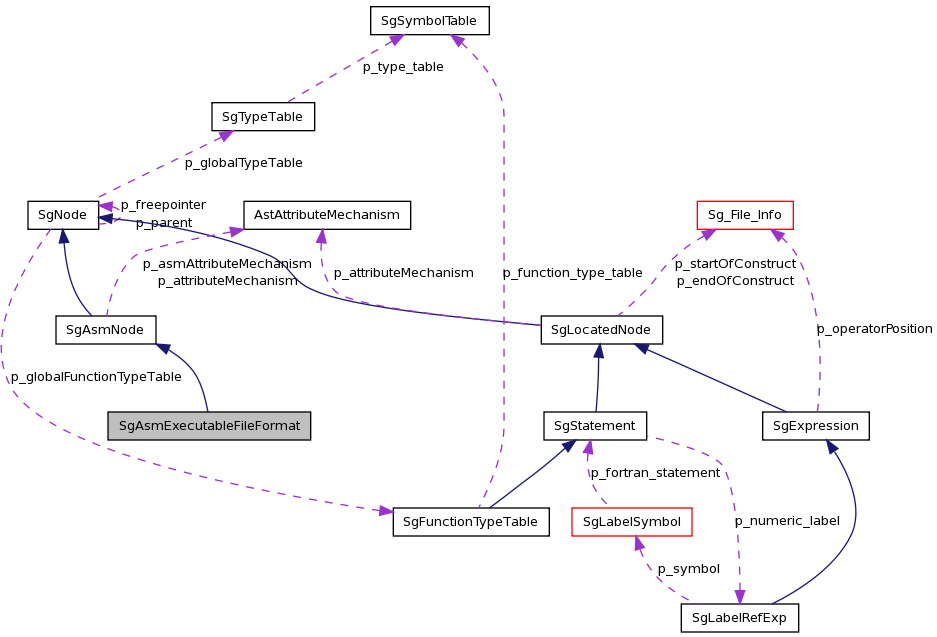 SgSymbolTable
p_type_table
SgTypeTable
p_globalTypeTable
SgNode
p_freepointer
p_parent
AstAttributeMechanism
Sg_File_Info
p_asmAttributeMechanism
p_attributeMechanism
p_attributeMechanism
p_function_type_table
p_startOfConstruct
p_endOfConstruct
SgAsmNode
SgLocatedNode
p_operatorPosition
p_globalFunctionTypeTable
SgAsmExecutableFileFormat
SgStatement
SgExpression
p_fortran_statement
SgFunctionTypeTable
SgLabelSymbol
p_numeric_label
p_symbol
SgLabelRefExp